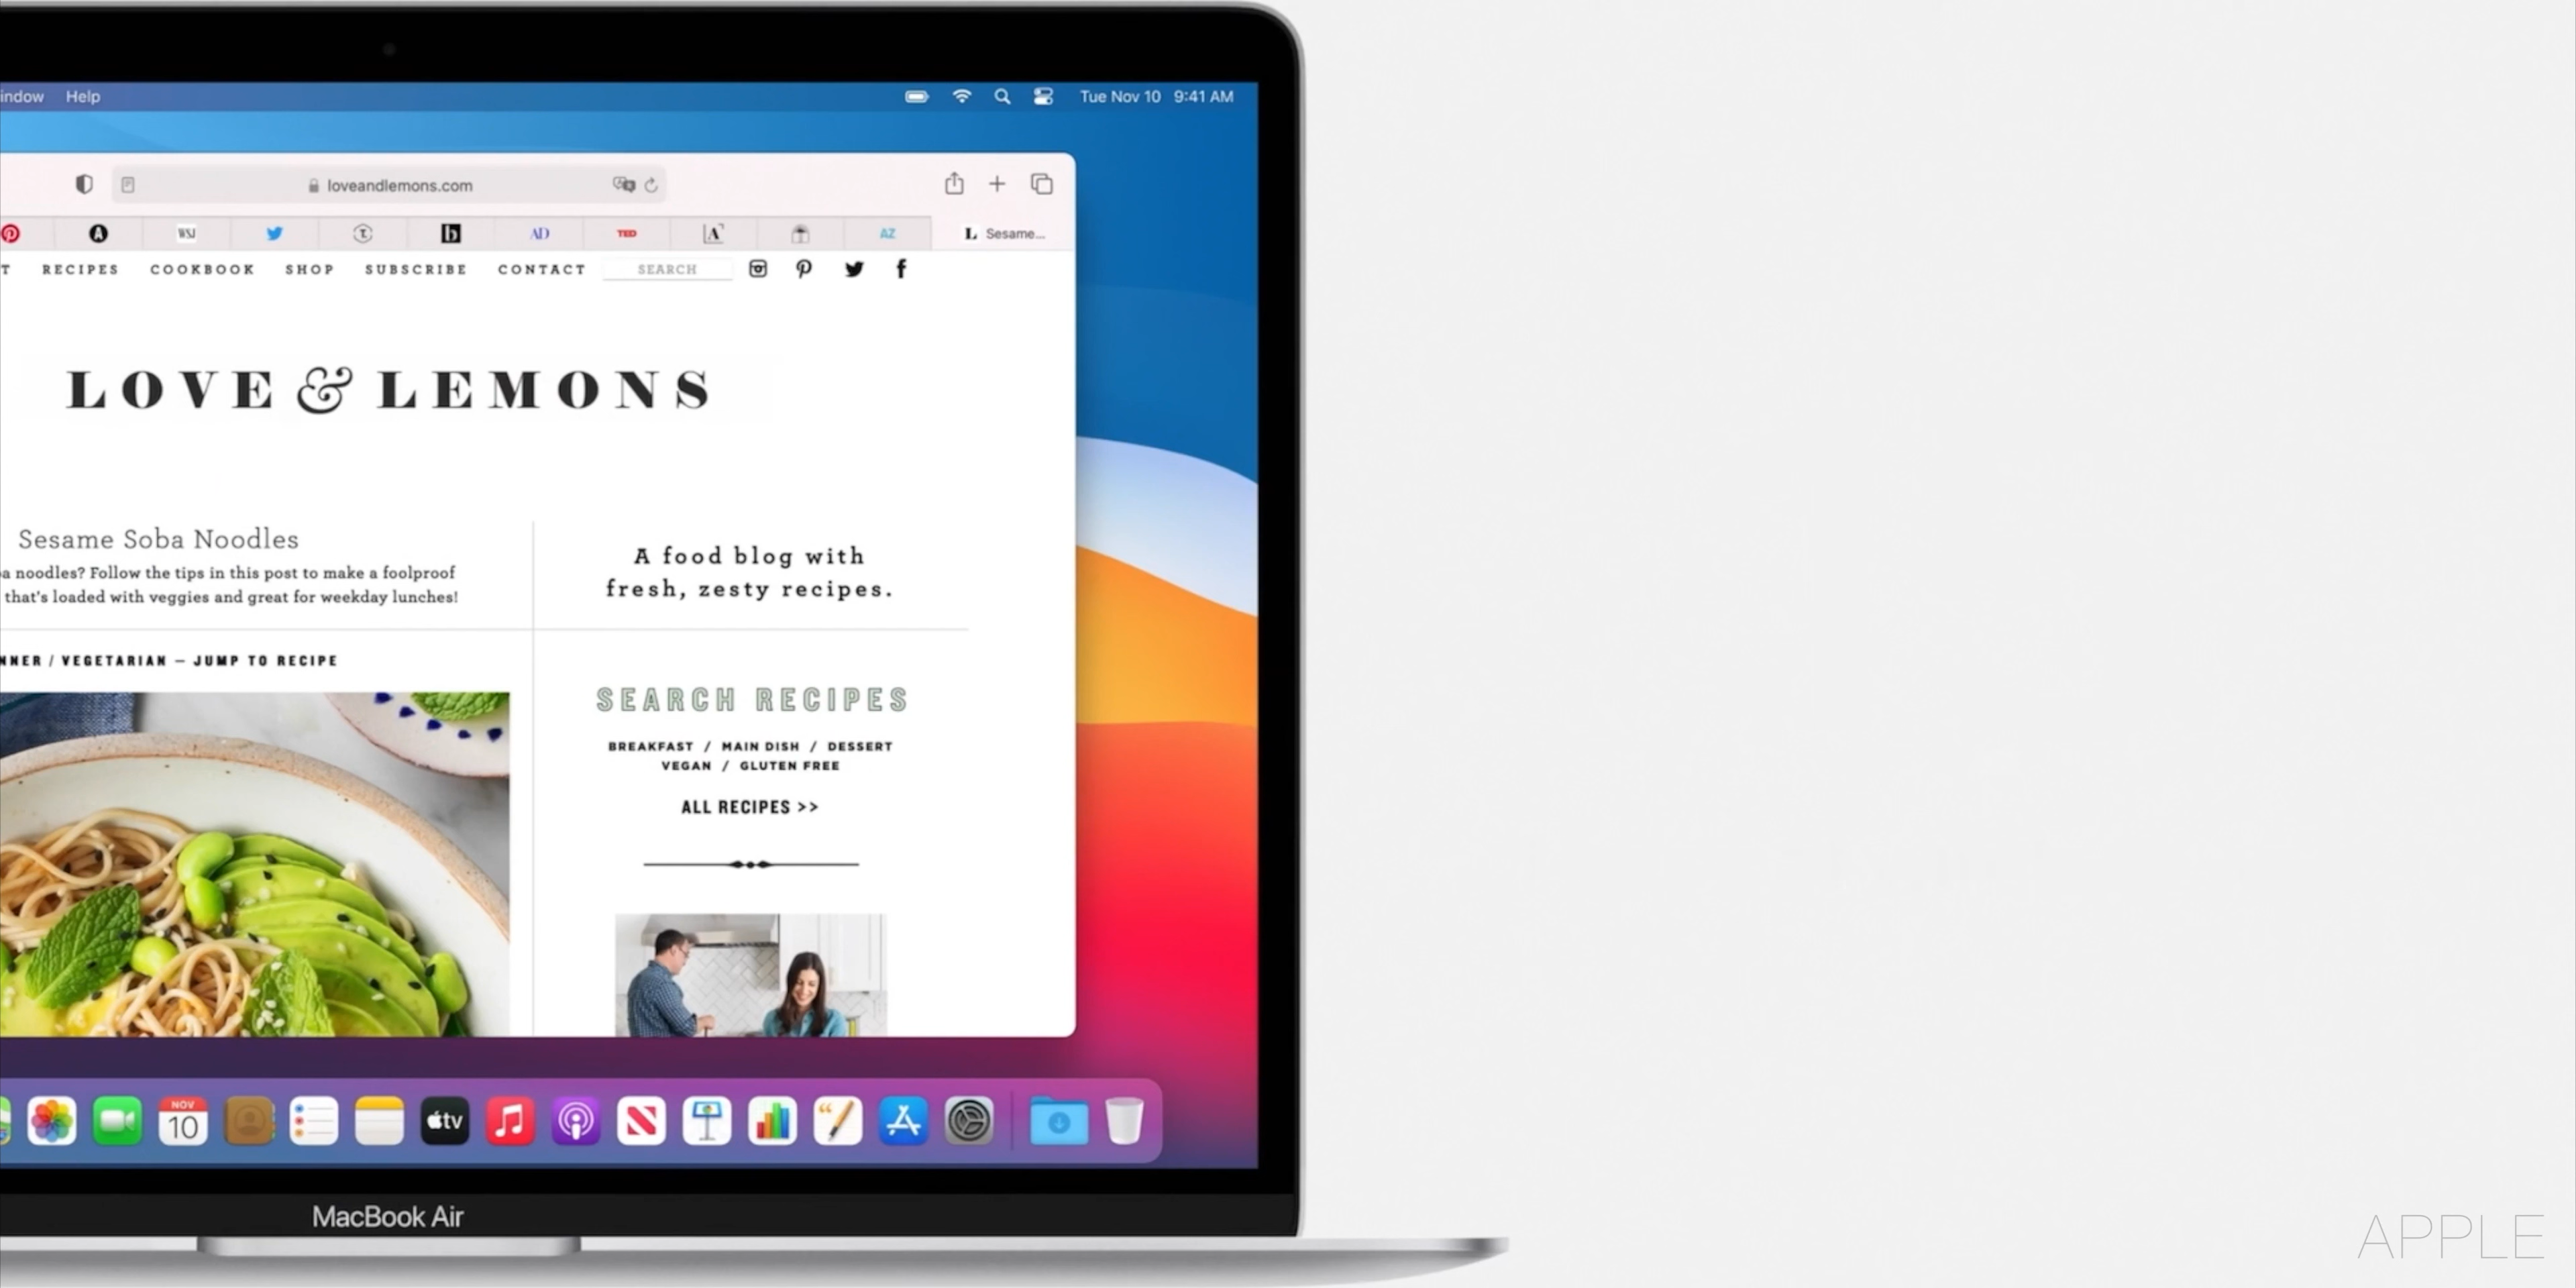 Help
Tue Nov 10 9:41 AM
loveandlemons.com
A WSJ t b AD TED A AZ L Sesame...
T RECIPES COOKBOOK SHOP SUBSCRIBE CONTACT SEARCH
LOVE & LEMONS
Sesame Soba Noodles
noodles? Follow the tips in this post to make a foolproof
that's loaded with veggies and great for weekday lunches!
/ VEGETARIAN — JUMP TO RECIPE
A food blog with
fresh, zesty recipes.
SEARCH RECIPES
BREAKFAST / MAIN DISH / DESSERT
VEGAN / GLUTEN FREE
ALL RECIPES >>
NOV
10
tv
MacBook Air
APPLE